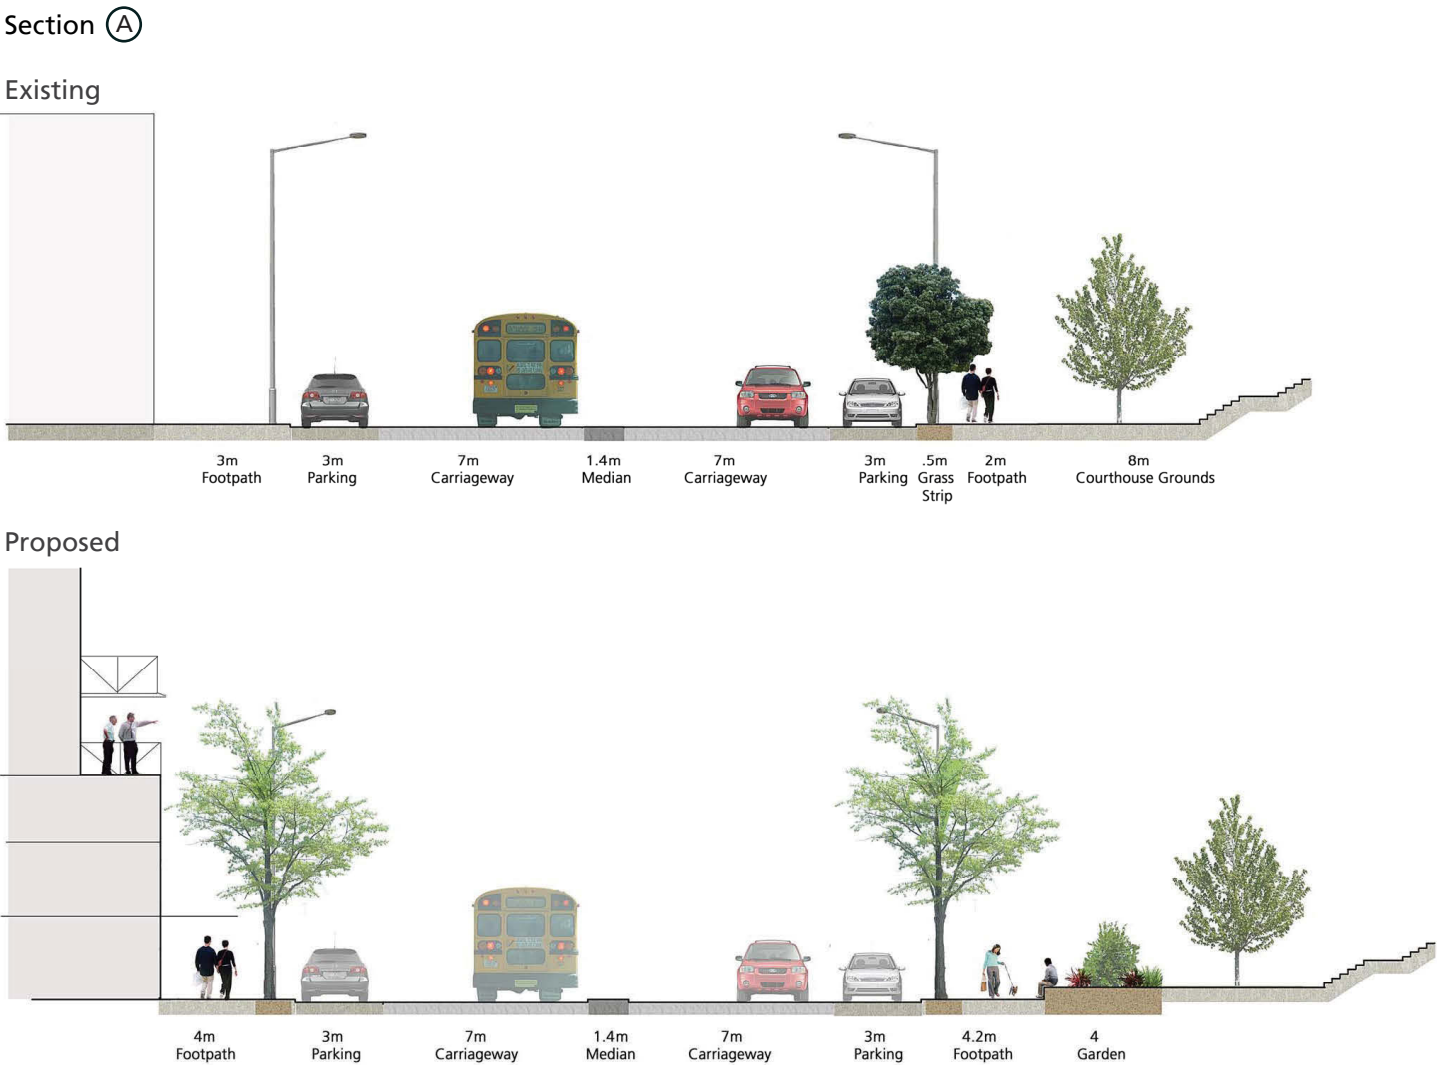 Section A
Existing
3m 3m 7m 1.4m 7m 3m .5m 2m 8m
Footpath Parking Carriageway Median Carriageway Parking Grass Footpath Courthouse Grounds
Strip
Proposed
4m 3m 7m 1.4m 7m 3m 4.2m 4
Footpath Parking Carriageway Median Carriageway Parking Footpath Garden